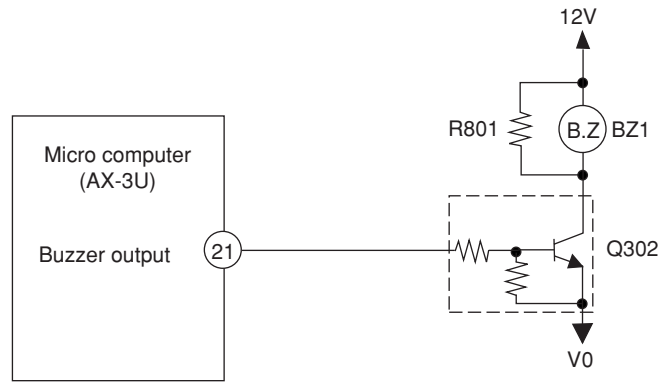 12V
R801
B.Z
BZ1
Micro computer
(AX-3U)
Buzzer output
21
Q302
V0